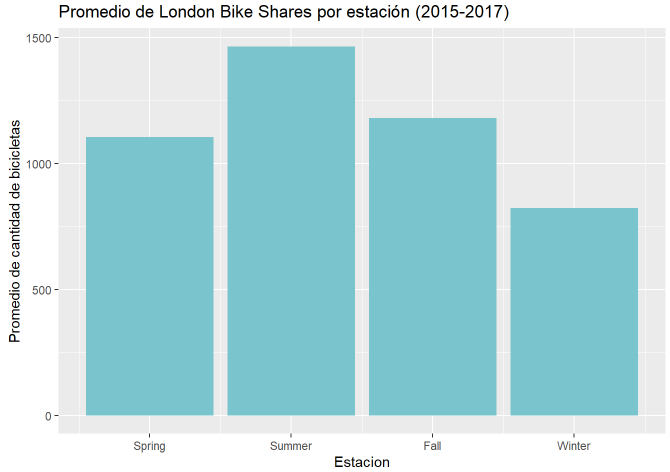 Promedio de London Bike Shares por estación (2015-2017)
Promedio de cantidad de bicicletas
1500
1000
500
0
Spring Summer Fall Winter
Estacion